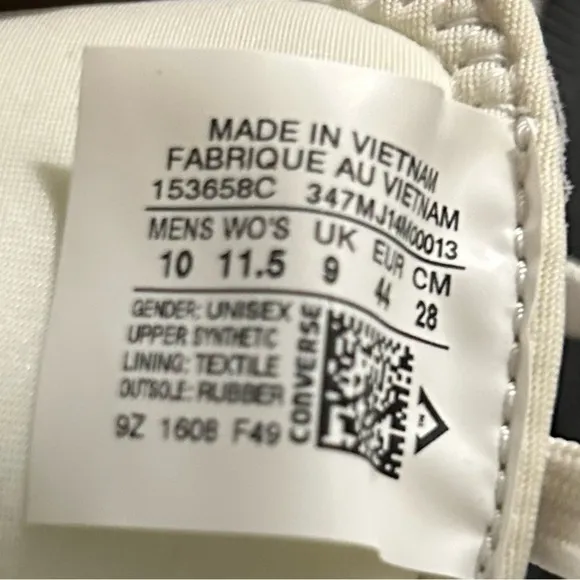 MADE IN VIETNAM
FABRIQUE AU VIETNAM
153658C 347MJ14M00013
MENS WO'S UK EUR CM
10 11.5 9 44 28
GENDER: UNISEX
UPPER SYNTHETIC
LINING: TEXTILE
OUTSOLE: RUBBER
9Z 1608 F49
CONVERSE